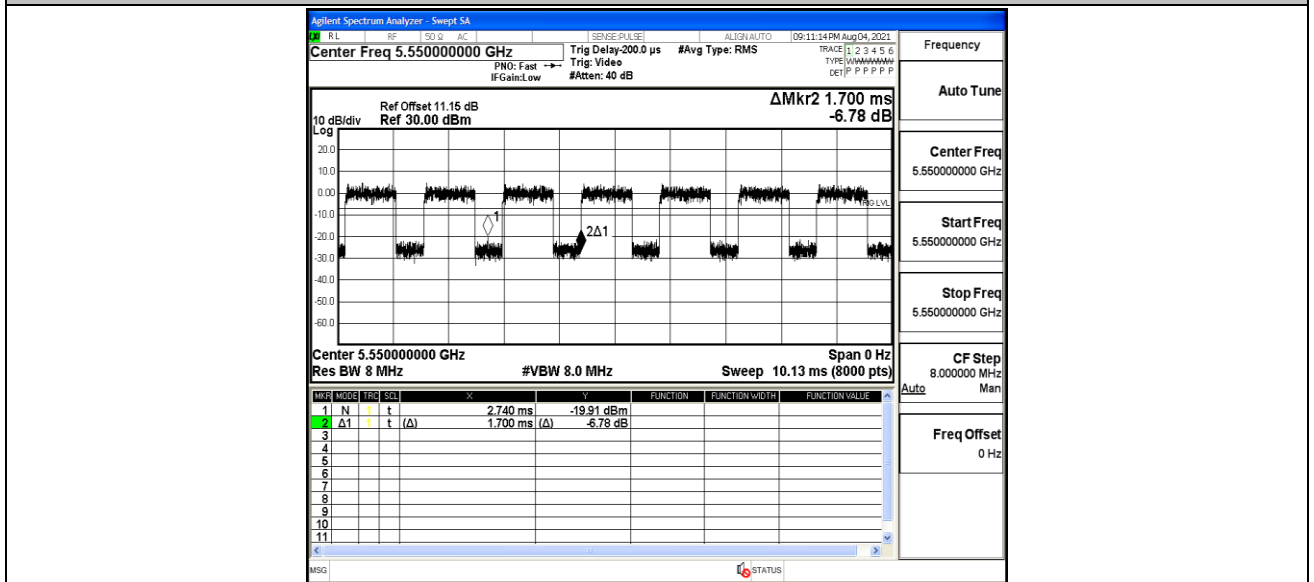 Agilent Spectrum Analyzer - Swept SA
RL RF 50 Ω AC SENSE:PULSE ALIGN AUTO 09:11:14 PM Aug 04, 2021
Center Freq 5.550000000 GHz
PNO: Fast
IFGain:Low
Trig Delay-200.0 µs
Trig: Video
#Atten: 40 dB
#Avg Type: RMS
TRACE 1 2 3 4 5 6
TYPE
DET P P P P P P
Frequency
Auto Tune
Center Freq
5.550000000 GHz
Start Freq
5.550000000 GHz
Stop Freq
5.550000000 GHz
CF Step
8.000000 MHz
Auto Man
Freq Offset
0 Hz
ΔMkr2 1.700 ms
-6.78 dB
Ref Offset 11.15 dB
10 dB/div Ref 30.00 dBm
Log
20.0
10.0
0.00
-10.0
-20.0
-30.0
-40.0
-50.0
-60.0
TRIG LVL
1
2Δ1
Center 5.550000000 GHz Span 0 Hz
Res BW 8 MHz #VBW 8.0 MHz Sweep 10.13 ms (8000 pts)
MKR MODE TRC SCL X Y FUNCTION FUNCTION WIDTH FUNCTION VALUE
1 N 1 t 2.740 ms -19.91 dBm
2 Δ1 1 t (Δ) 1.700 ms (Δ) -6.78 dB
3
4
5
6
7
8
9
10
11
MSG STATUS